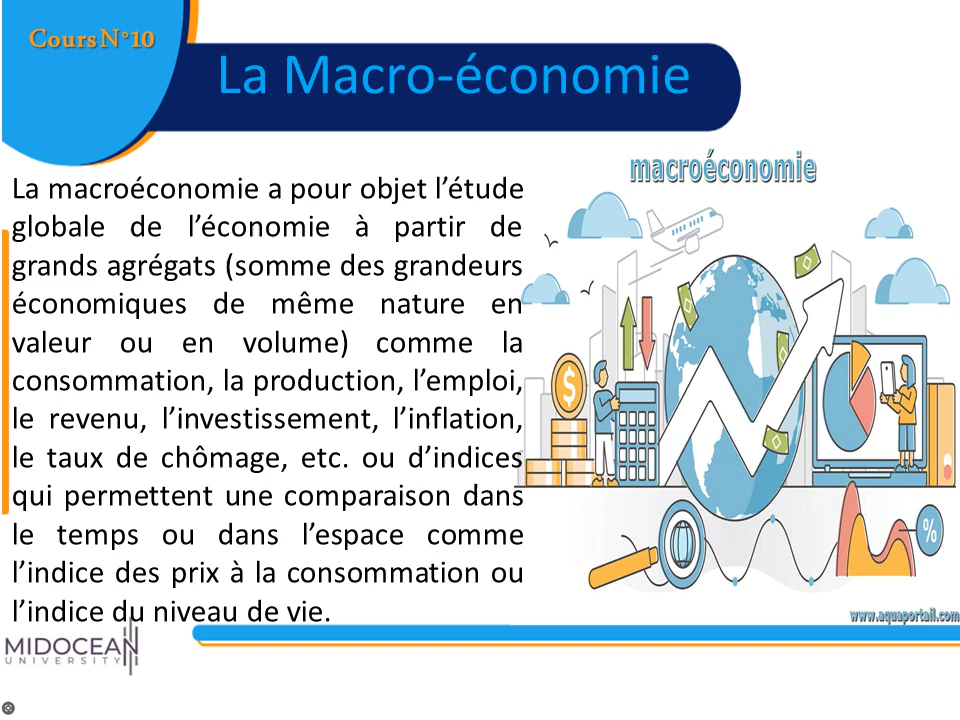 Cours N°10
La Macro-économie
macroéconomie
La macroéconomie a pour objet l’étude
globale de l’économie à partir de
grands agrégats (somme des grandeurs
économiques de même nature en
valeur ou en volume) comme la
consommation, la production, l’emploi,
le revenu, l’investissement, l’inflation,
le taux de chômage, etc. ou d’indices
qui permettent une comparaison dans
le temps ou dans l’espace comme
l’indice des prix à la consommation ou
l’indice du niveau de vie.
$
%
www.aquaportail.com
MIDOCEAN
UNIVERSITY